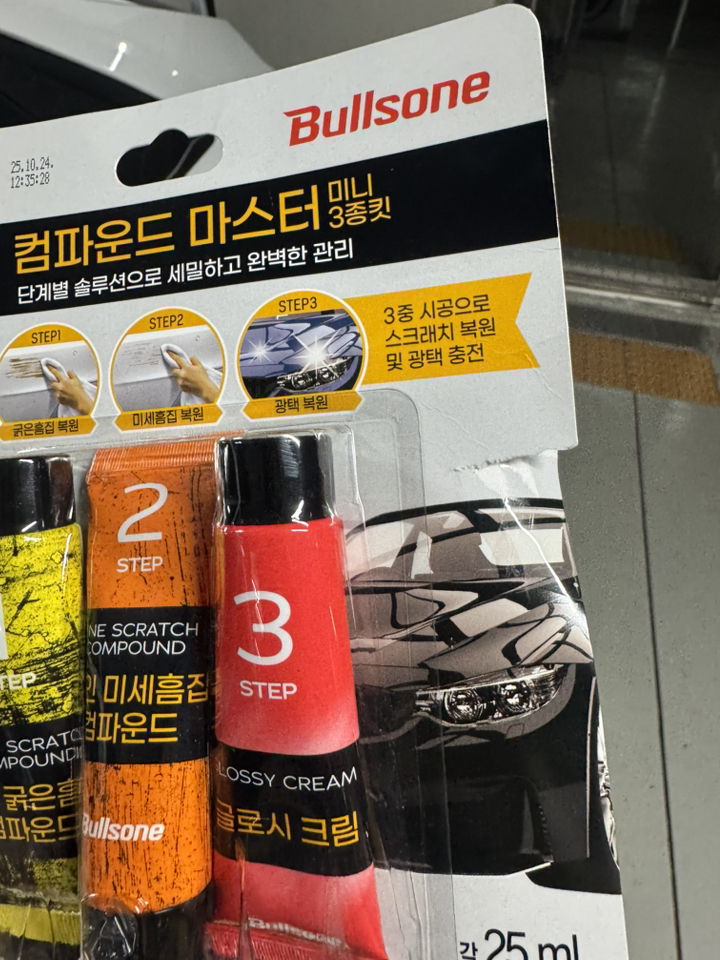 Bullsone
25.10.24.
12:35:28
컴파운드 마스터 미니 3종킷
단계별 솔루션으로 세밀하고 완벽한 관리
STEP1
STEP2
STEP3
굵은흠집 복원
미세흠집 복원
광택 복원
3중 시공으로
스크래치 복원
및 광택 충전
2
STEP
SCRATCH
COMPOUND
미세흠집
컴파운드
Bullsone
3
STEP
GLOSSY CREAM
글로시 크림
Bullsone
각 25 ml